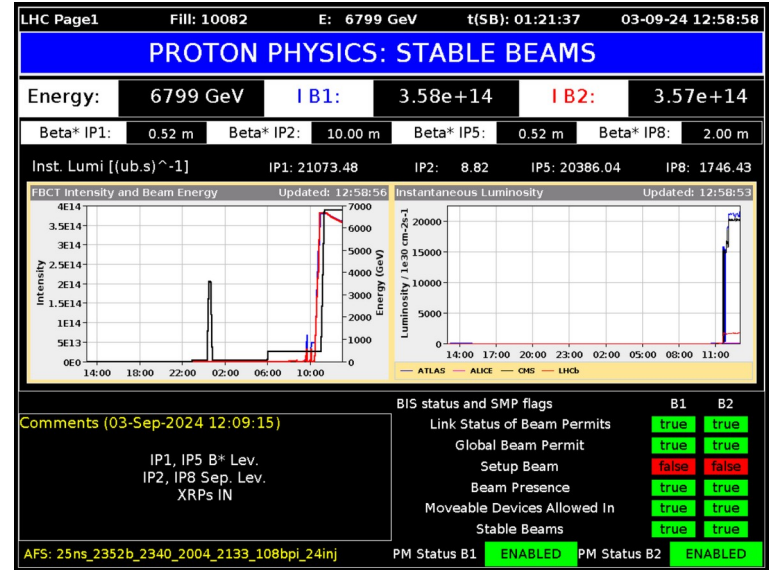 LHC Page1 Fill: 10082 E: 6799 GeV t(SB): 01:21:37 03-09-24 12:58:58
PROTON PHYSICS: STABLE BEAMS
Energy: 6799 GeV I B1: 3.58e+14 I B2: 3.57e+14
Beta* IP1: 0.52 m Beta* IP2: 10.00 m Beta* IP5: 0.52 m Beta* IP8: 2.00 m
Inst. Lumi [(ub.s)^-1] IP1: 21073.48 IP2: 8.82 IP5: 20386.04 IP8: 1746.43
FBCT Intensity and Beam Energy Updated: 12:58:56
4E14
3.5E14
3E14
2.5E14
2E14
1.5E14
1E14
5E13
0E0
Intensity
7000
6000
5000
4000
3000
2000
1000
0
Energy (GeV)
14:00 18:00 22:00 02:00 06:00 10:00
Instantaneous Luminosity Updated: 12:58:53
20000
15000
10000
5000
0
Luminosity / 1e30 cm-2s-1
14:00 17:00 20:00 23:00 02:00 05:00 08:00 11:00
ATLAS ALICE CMS LHCb
Comments (03-Sep-2024 12:09:15)
IP1, IP5 B* Lev.
IP2, IP8 Sep. Lev.
XRPs IN
BIS status and SMP flags B1 B2
Link Status of Beam Permits true true
Global Beam Permit true true
Setup Beam false false
Beam Presence true true
Moveable Devices Allowed In true true
Stable Beams true true
AFS: 25ns_2352b_2340_2004_2133_108bpi_24inj PM Status B1 ENABLED PM Status B2 ENABLED